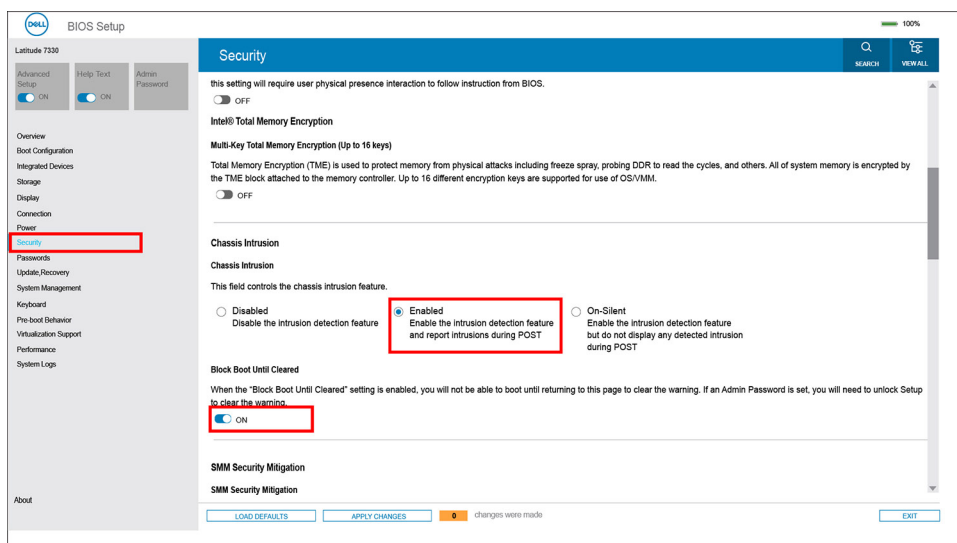 DELL
BIOS Setup
100%
Latitude 7330
Advanced
Setup
ON
Help Text
ON
Admin
Password
Security
SEARCH
VIEW ALL
Overview
Boot Configuration
Integrated Devices
Storage
Display
Connection
Power
Security
Passwords
Update,Recovery
System Management
Keyboard
Pre-boot Behavior
Virtualization Support
Performance
System Logs
About
this setting will require user physical presence interaction to follow instruction from BIOS.
OFF
Intel® Total Memory Encryption
Multi-Key Total Memory Encryption (Up to 16 keys)
Total Memory Encryption (TME) is used to protect memory from physical attacks including freeze spray, probing DDR to read the cycles, and others. All of system memory is encrypted by
the TME block attached to the memory controller. Up to 16 different encryption keys are supported for use of OS/VMM.
OFF
Chassis Intrusion
Chassis Intrusion
This field controls the chassis intrusion feature.
Disabled
Disable the intrusion detection feature
Enabled
Enable the intrusion detection feature
and report intrusions during POST
On-Silent
Enable the intrusion detection feature
but do not display any detected intrusion
during POST
Block Boot Until Cleared
When the "Block Boot Until Cleared" setting is enabled, you will not be able to boot until returning to this page to clear the warning. If an Admin Password is set, you will need to unlock Setup
to clear the warning.
ON
SMM Security Mitigation
SMM Security Mitigation
LOAD DEFAULTS
APPLY CHANGES
0
changes were made
EXIT